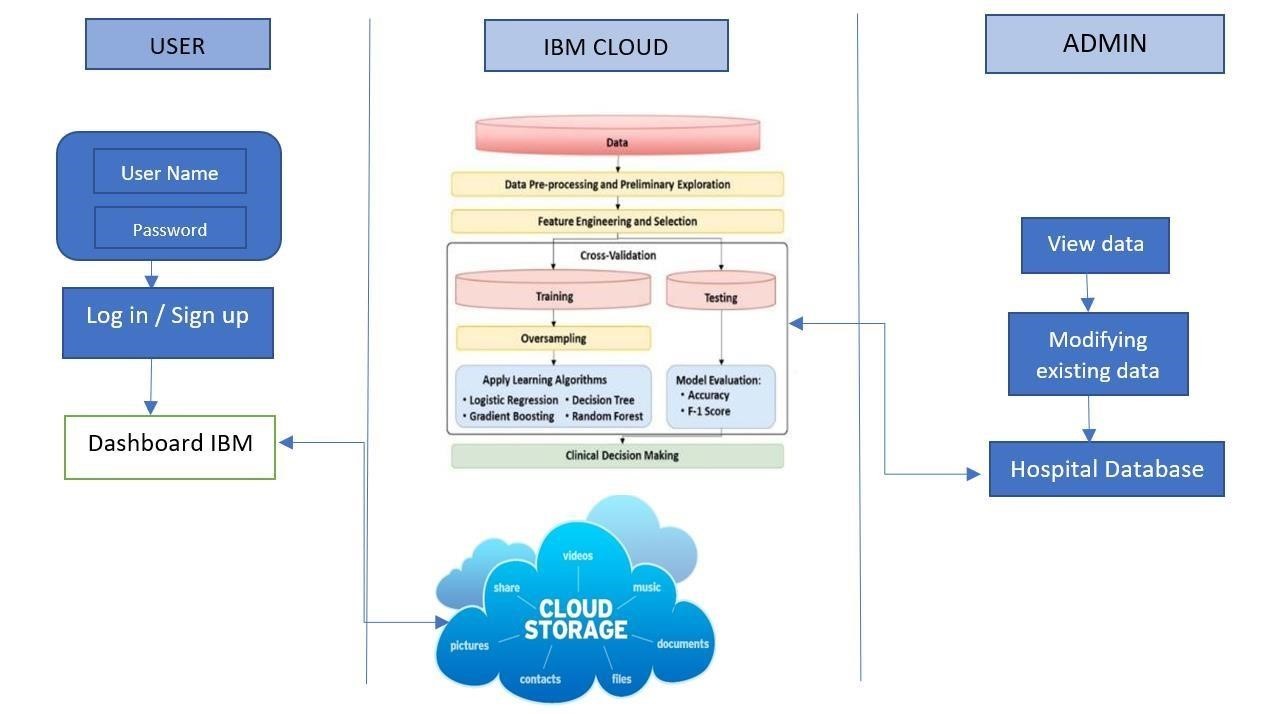 USER
User Name
Password
Log in / Sign up
Dashboard IBM
IBM CLOUD
Data
Data Pre-processing and Preliminary Exploration
Feature Engineering and Selection
Cross-Validation
Training
Testing
Oversampling
Apply Learning Algorithms
• Logistic Regression • Decision Tree
• Gradient Boosting • Random Forest
Model Evaluation:
• Accuracy
• F-1 Score
Clinical Decision Making
videos
share
music
CLOUD
STORAGE
pictures
documents
contacts
files
ADMIN
View data
Modifying
existing data
Hospital Database